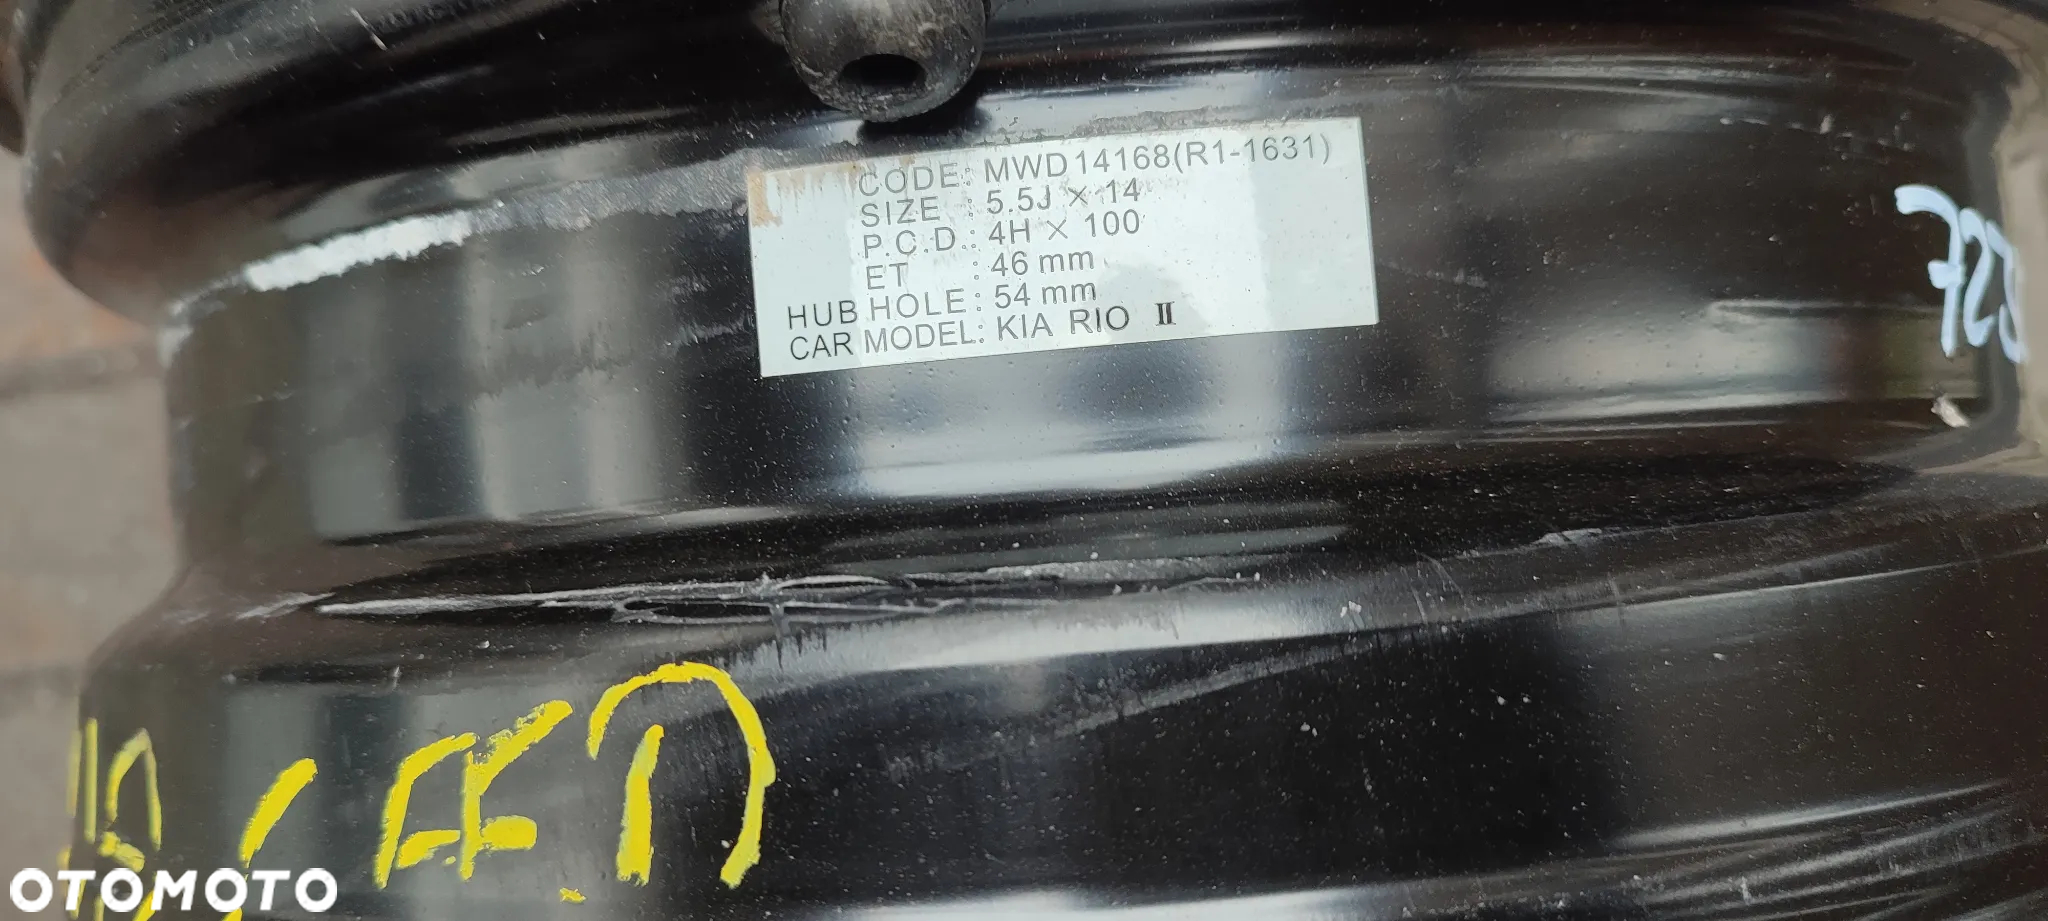 CODE: MWD14168(R1-1631)
SIZE : 5.5J × 14
P.C.D.: 4H × 100
ET : 46 mm
HUB HOLE: 54 mm
CAR MODEL: KIA RIO II
OTOMOTO